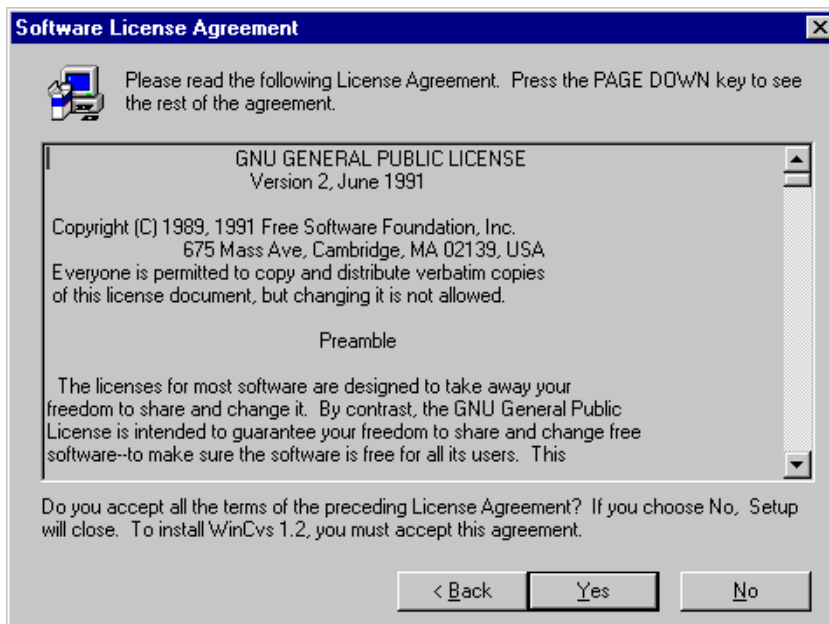 Software License Agreement
Please read the following License Agreement. Press the PAGE DOWN key to see
the rest of the agreement.
GNU GENERAL PUBLIC LICENSE
Version 2, June 1991
Copyright (C) 1989, 1991 Free Software Foundation, Inc.
675 Mass Ave, Cambridge, MA 02139, USA
Everyone is permitted to copy and distribute verbatim copies
of this license document, but changing it is not allowed.
Preamble
The licenses for most software are designed to take away your
freedom to share and change it. By contrast, the GNU General Public
License is intended to guarantee your freedom to share and change free
software--to make sure the software is free for all its users. This
Do you accept all the terms of the preceding License Agreement? If you choose No, Setup
will close. To install WinCvs 1.2, you must accept this agreement.
< Back Yes No